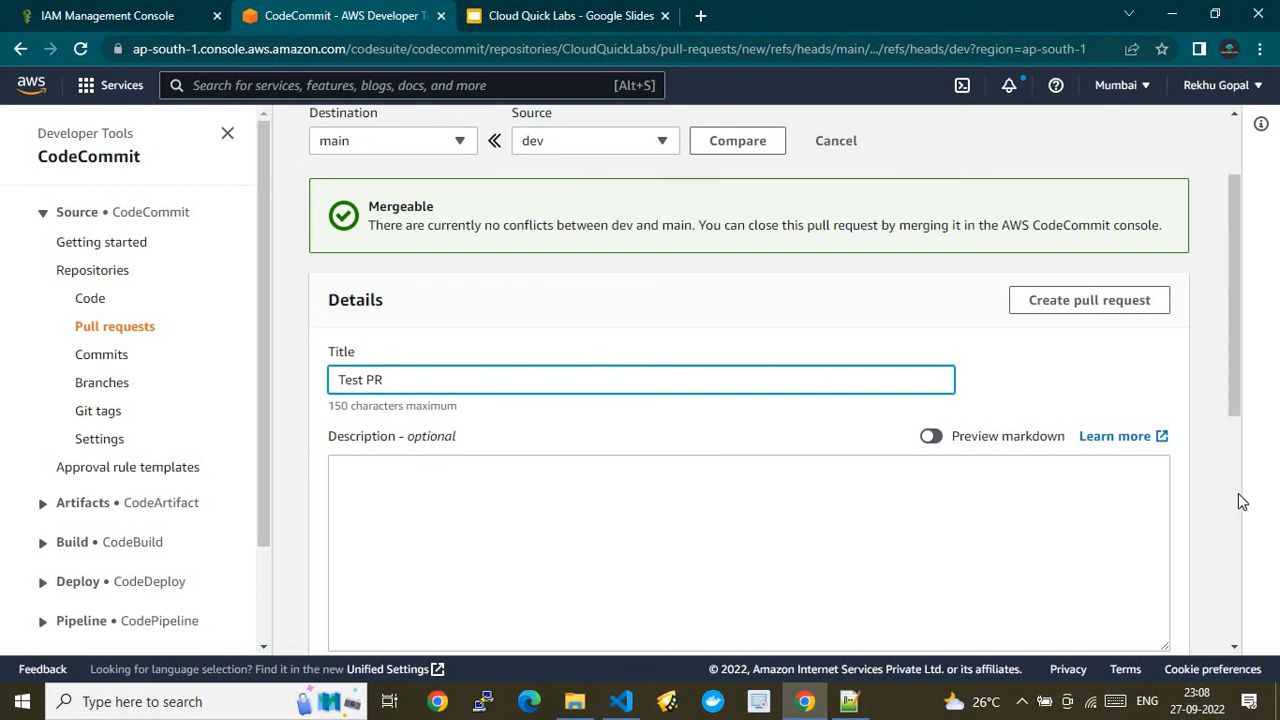 IAM Management Console
CodeCommit - AWS Developer T
Cloud Quick Labs - Google Slides
ap-south-1.console.aws.amazon.com/codesuite/codecommit/repositories/CloudQuickLabs/pull-requests/new/refs/heads/main/.../refs/heads/dev?region=ap-south-1
aws
Services
Search for services, features, blogs, docs, and more
[Alt+S]
Mumbai
Rekhu Gopal
Developer Tools
CodeCommit
Source • CodeCommit
Getting started
Repositories
Code
Pull requests
Commits
Branches
Git tags
Settings
Approval rule templates
Artifacts • CodeArtifact
Build • CodeBuild
Deploy • CodeDeploy
Pipeline • CodePipeline
Destination
Source
main
dev
Compare
Cancel
Mergeable
There are currently no conflicts between dev and main. You can close this pull request by merging it in the AWS CodeCommit console.
Details
Create pull request
Title
Test PR
150 characters maximum
Description - optional
Preview markdown
Learn more
Feedback
Looking for language selection? Find it in the new Unified Settings
© 2022, Amazon Internet Services Private Ltd. or its affiliates.
Privacy
Terms
Cookie preferences
Type here to search
26°C
ENG
23:08
27-09-2022